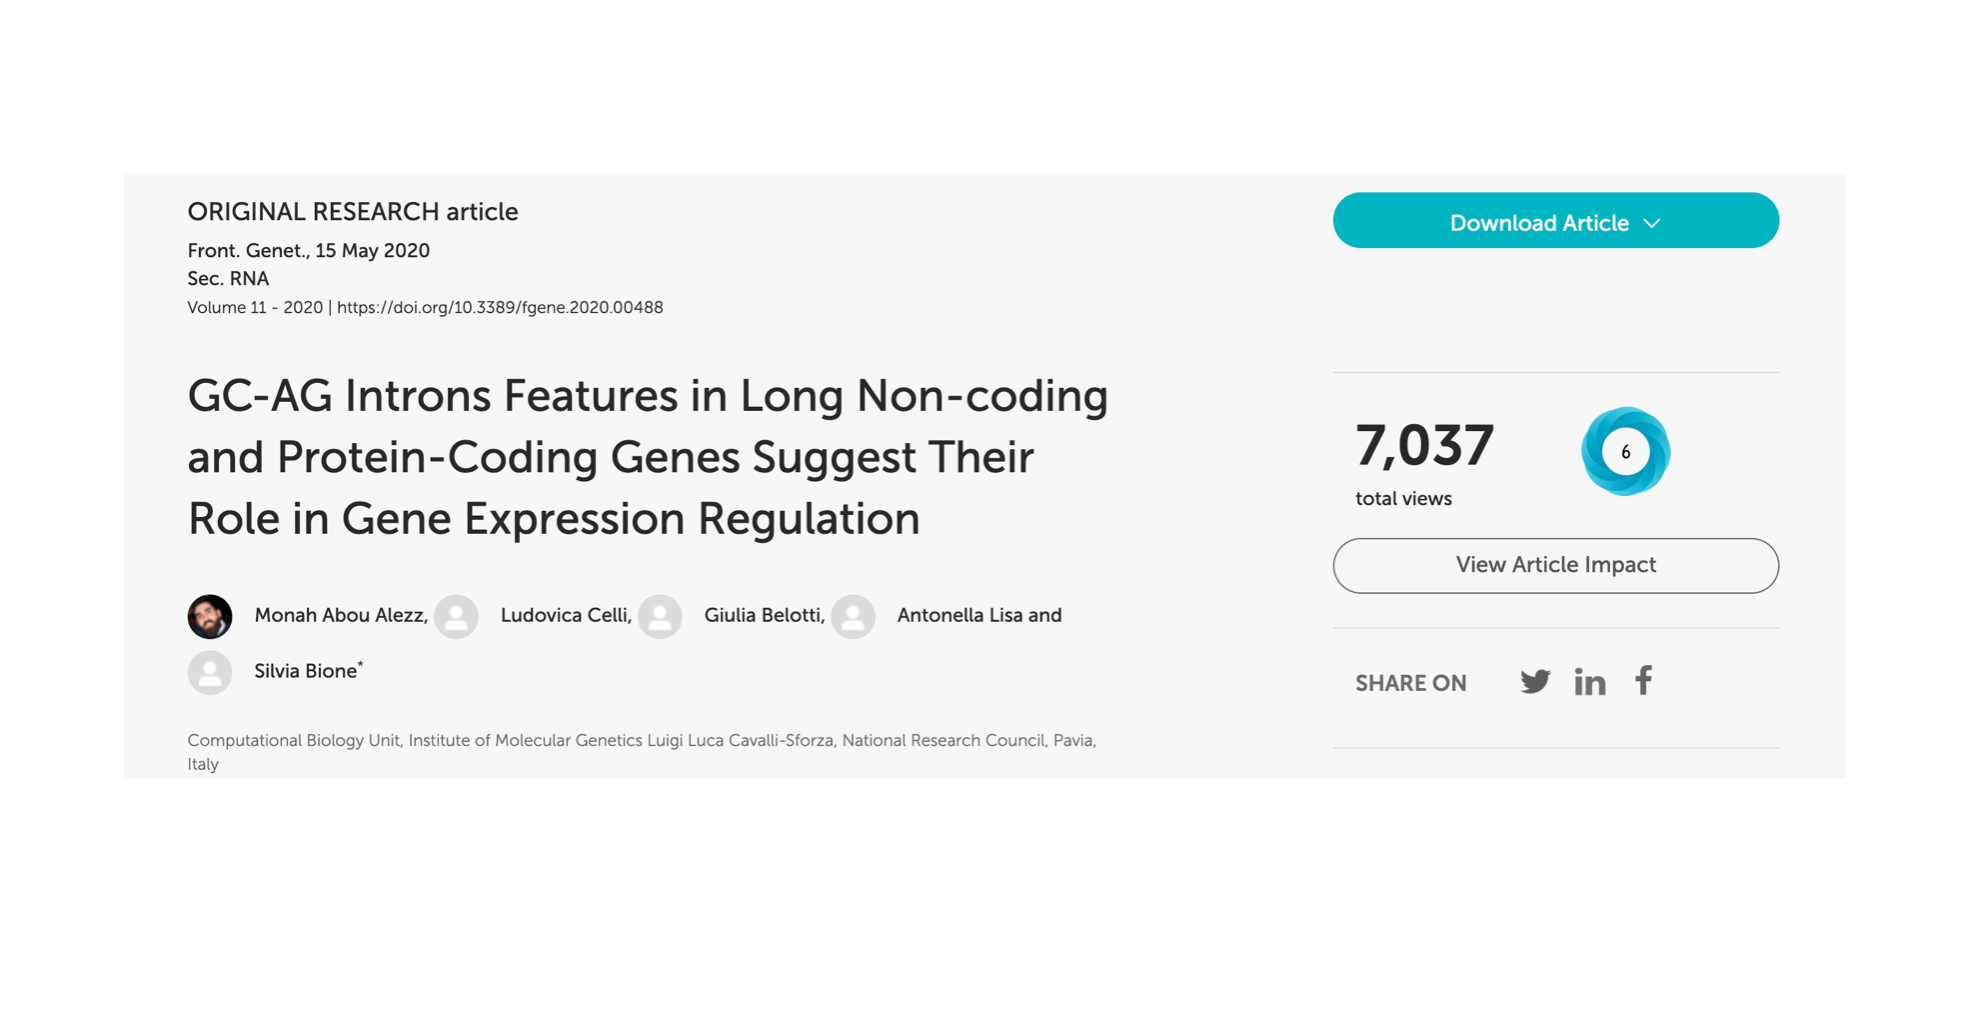 ORIGINAL RESEARCH article
Front. Genet., 15 May 2020
Sec. RNA
Volume 11 - 2020 | https://doi.org/10.3389/fgene.2020.00488
GC-AG Introns Features in Long Non-coding
and Protein-Coding Genes Suggest Their
Role in Gene Expression Regulation
Monah Abou Alezz, Ludovica Celli, Giulia Belotti, Antonella Lisa and
Silvia Bione*
Computational Biology Unit, Institute of Molecular Genetics Luigi Luca Cavalli-Sforza, National Research Council, Pavia,
Italy
Download Article
7,037
total views
6
View Article Impact
SHARE ON